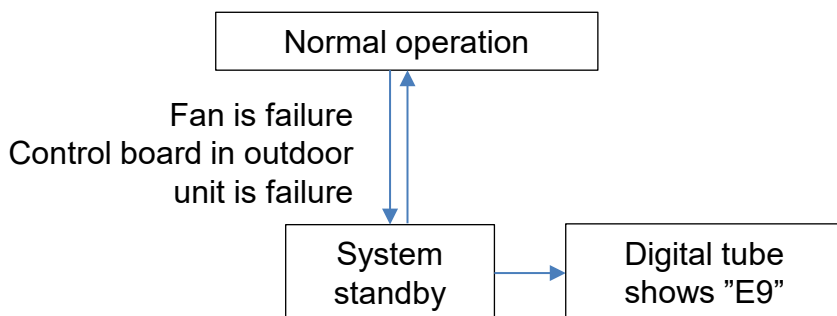 Normal operation
Fan is failure
Control board in outdoor
unit is failure
System
standby
Digital tube
shows ”E9”